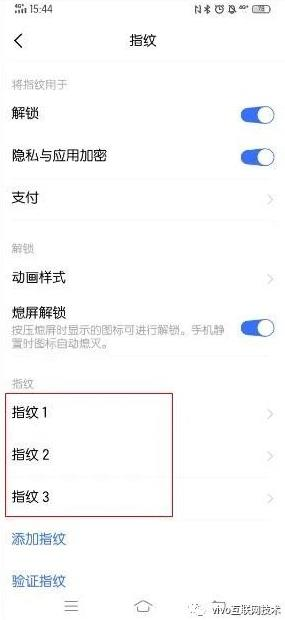 4G+ 15:44 4G+ 78
指纹
将指纹用于
解锁
隐私与应用加密
支付
解锁
动画样式
熄屏解锁
按压熄屏时显示的图标可进行解锁。手机静
置时图标自动熄灭。
指纹
指纹 1
指纹 2
指纹 3
添加指纹
验证指纹
vivo互联网技术